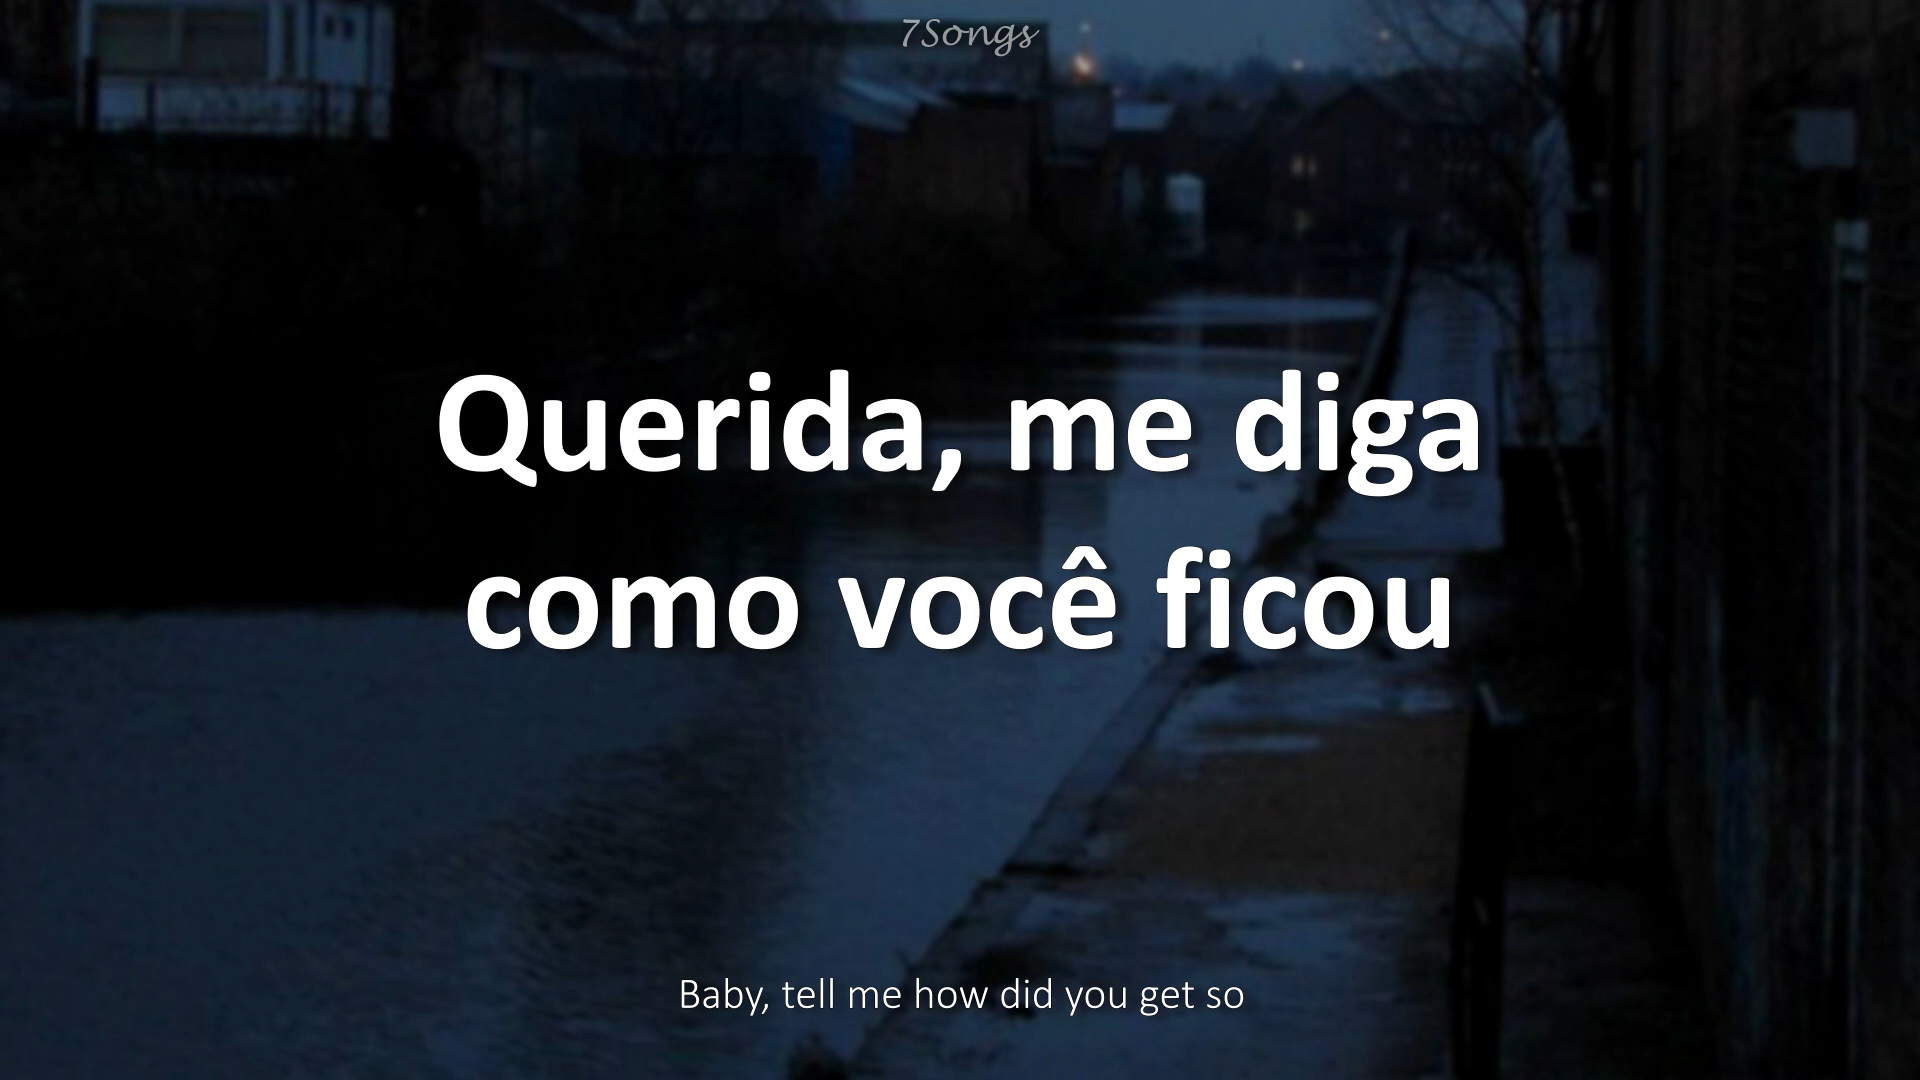 7Songs
Querida, me diga
como você ficou
Baby, tell me how did you get so